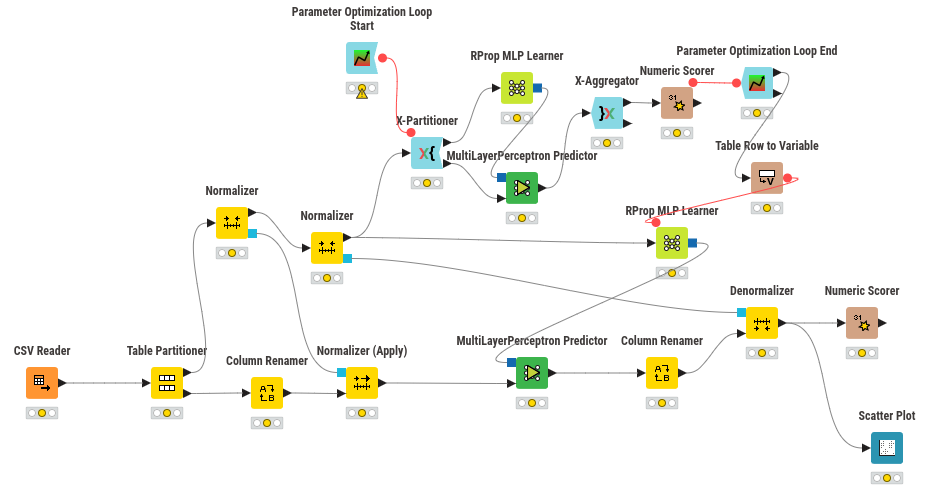 Parameter Optimization Loop
Start
RProp MLP Learner
Parameter Optimization Loop End
X-Aggregator
Numeric Scorer
31
X-Partitioner
X{
}X
MultiLayerPerceptron Predictor
Table Row to Variable
V
Normalizer
Normalizer
RProp MLP Learner
Denormalizer
Numeric Scorer
31
CSV Reader
Table Partitioner
Column Renamer
A
B
Normalizer (Apply)
MultiLayerPerceptron Predictor
Column Renamer
A
B
Scatter Plot